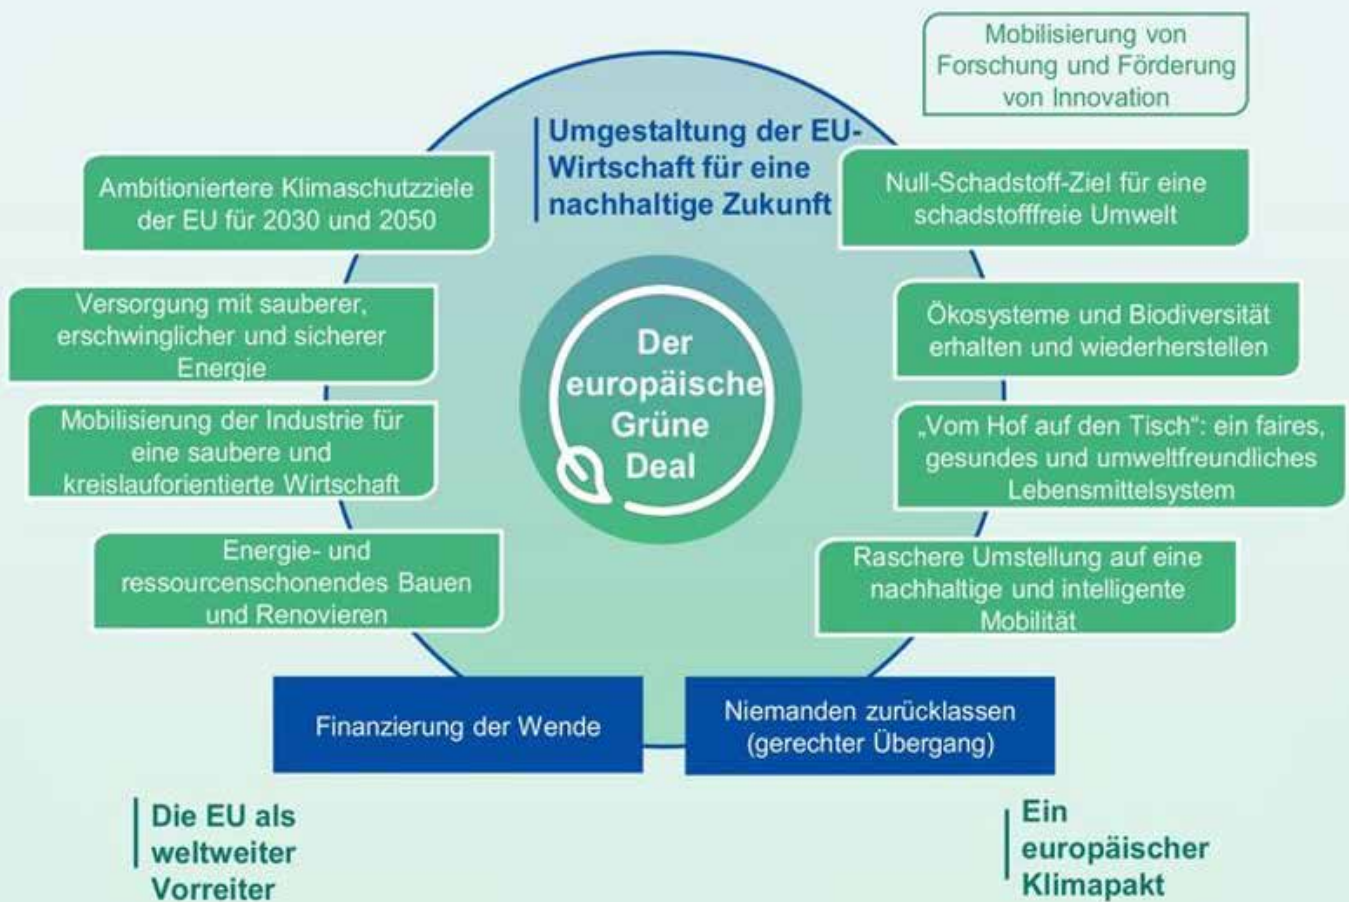 Mobilisierung von
Forschung und Förderung
von Innovation
Umgestaltung der EU-
Wirtschaft für eine
nachhaltige Zukunft
Ambitioniertere Klimaschutzziele
der EU für 2030 und 2050
Versorgung mit sauberer,
erschwinglicher und sicherer
Energie
Mobilisierung der Industrie für
eine saubere und
kreislauforientierte Wirtschaft
Energie- und
ressourcenschonendes Bauen
und Renovieren
Der
europäische
Grüne
Deal
Null-Schadstoff-Ziel für eine
schadstofffreie Umwelt
Ökosysteme und Biodiversität
erhalten und wiederherstellen
„Vom Hof auf den Tisch“: ein faires,
gesundes und umweltfreundliches
Lebensmittelsystem
Raschere Umstellung auf eine
nachhaltige und intelligente
Mobilität
Finanzierung der Wende
Niemanden zurücklassen
(gerechter Übergang)
Die EU als
weltweiter
Vorreiter
Ein
europäischer
Klimapakt